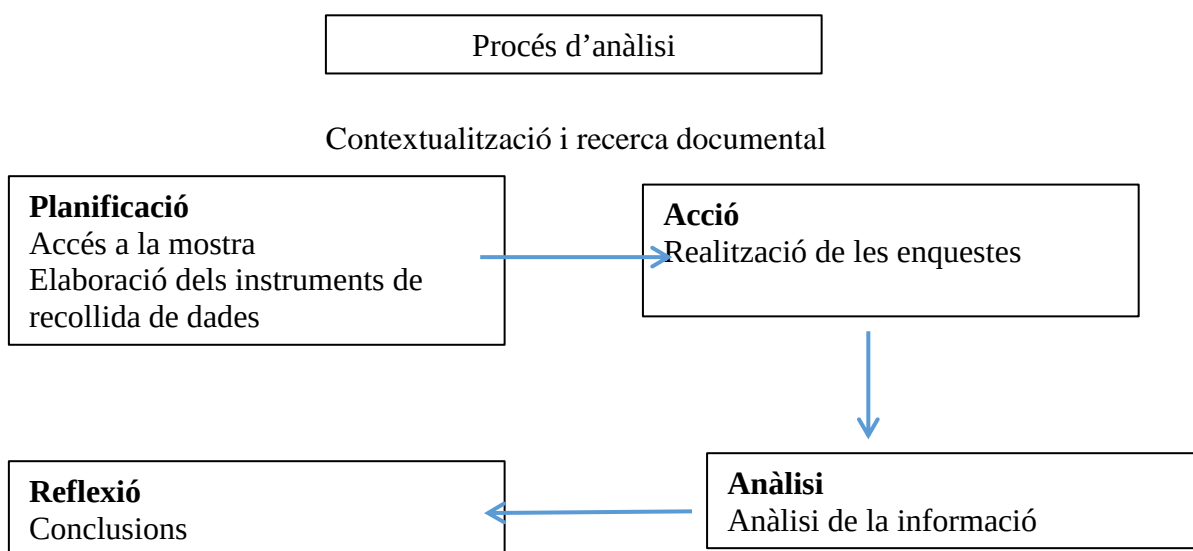 Procés d’anàlisi
Contextualització i recerca documental
Planificació
Accés a la mostra
Elaboració dels instruments de
recollida de dades
Acció
Realització de les enquestes
Reflexió
Conclusions
Anàlisi
Anàlisi de la informació